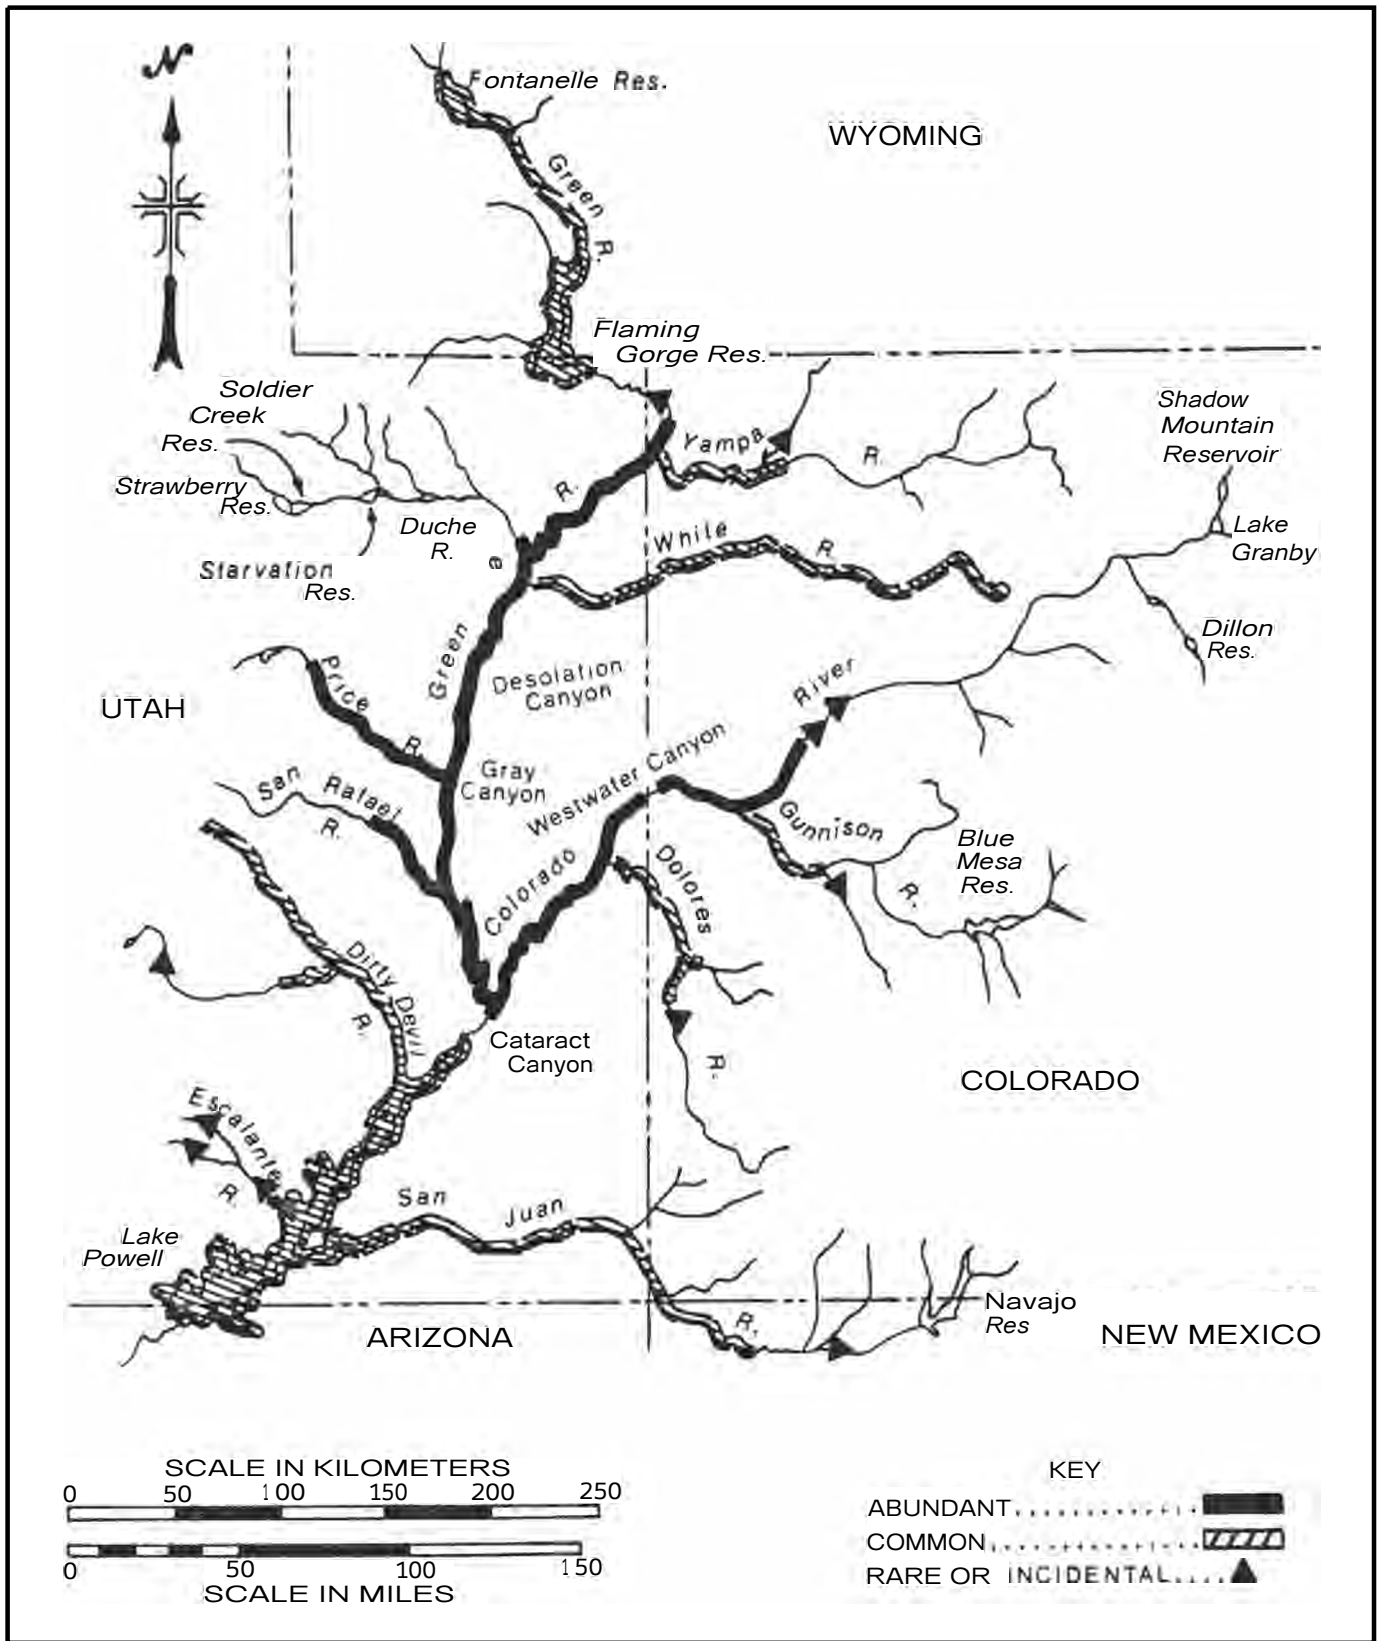 N
Fontanelle Res.
WYOMING
Green
R.
Flaming
Gorge Res.
Soldier
Creek
Res.
Strawberry
Res.
Duche
R.
Starvation
Res.
Yampa
R.
Shadow
Mountain
Reservoir
Lake
Granby
Dillon
Res.
White
R.
R.
e
Green
Desolation
Canyon
UTAH
Price
R.
Gray
Canyon
San Rafael
R.
Westwater Canyon
River
Colorado
Gunnison
R.
Blue
Mesa
Res.
Dolores
R.
Dirty Devil
R.
Cataract
Canyon
COLORADO
Escalante
R.
San Juan
R.
Lake
Powell
Navajo
Res
ARIZONA
NEW MEXICO
SCALE IN KILOMETERS
0 50 100 150 200 250
0 50 100 150
SCALE IN MILES
KEY
ABUNDANT
COMMON
RARE OR INCIDENTAL